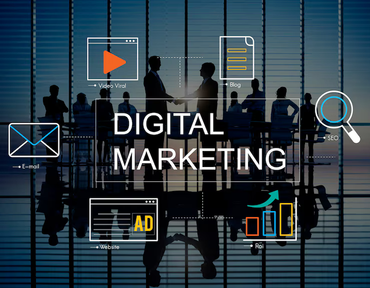 Video Viral
Blog
DIGITAL
MARKETING
SEO
E-mail
AD
Website
Roi